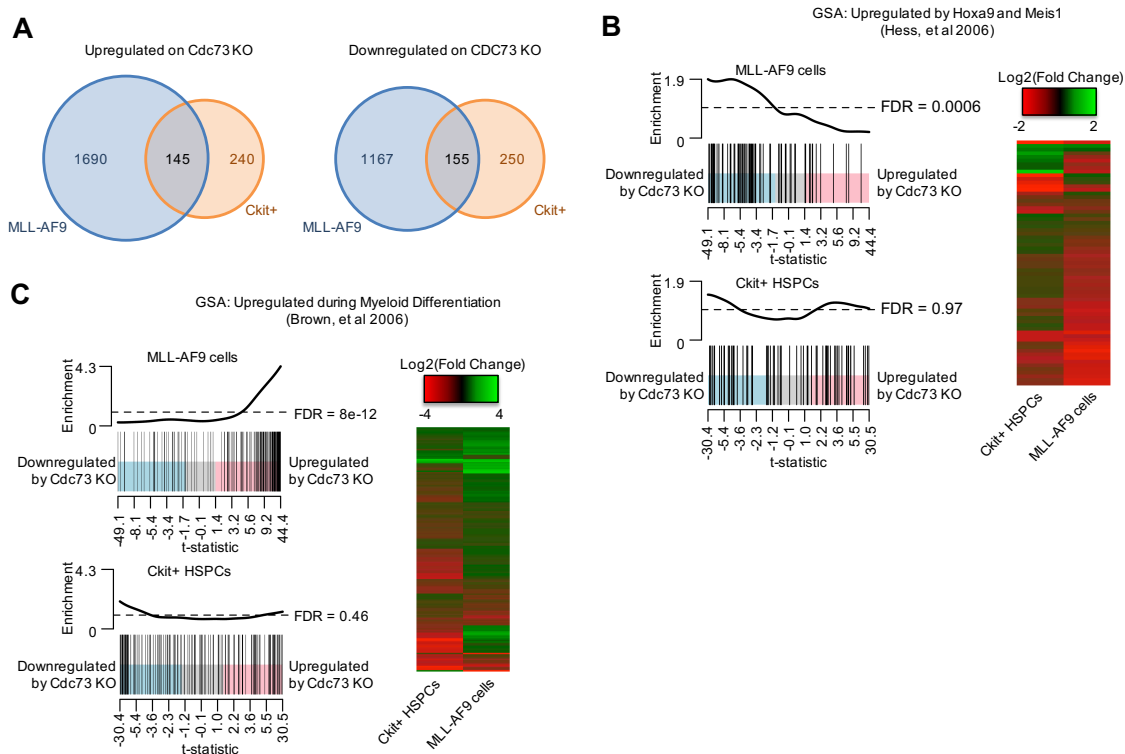 A
Upregulated on Cdc73 KO
1690
145
240
MLL-AF9
Ckit+
Downregulated on CDC73 KO
1167
155
250
MLL-AF9
Ckit+
B
GSA: Upregulated by Hoxa9 and Meis1
(Hess, et al 2006)
MLL-AF9 cells
Enrichment
1.9
0
FDR = 0.0006
Downregulated
by Cdc73 KO
Upregulated
by Cdc73 KO
-49.1 -8.1 -5.4 -3.4 -1.7 -0.1 1.4 3.2 5.6 9.2 44.4
t-statistic
Ckit+ HSPCs
Enrichment
1.9
0
FDR = 0.97
Downregulated
by Cdc73 KO
Upregulated
by Cdc73 KO
-30.4 -5.6 -3.6 -2.3 -1.2 -0.1 1.0 2.2 3.6 5.5 30.5
t-statistic
Log2(Fold Change)
-2 2
Ckit+ HSPCs
MLL-AF9 cells
C
GSA: Upregulated during Myeloid Differentiation
(Brown, et al 2006)
MLL-AF9 cells
Enrichment
4.3
0
FDR = 8e-12
Downregulated
by Cdc73 KO
Upregulated
by Cdc73 KO
-49.1 -8.1 -5.4 -3.4 -1.7 -0.1 1.4 3.2 5.6 9.2 44.4
t-statistic
Ckit+ HSPCs
Enrichment
4.3
0
FDR = 0.46
Downregulated
by Cdc73 KO
Upregulated
by Cdc73 KO
-30.4 -5.6 -3.6 -2.3 -1.2 -0.1 1.0 2.2 3.6 5.5 30.5
t-statistic
Log2(Fold Change)
-4 4
Ckit+ HSPCs
MLL-AF9 cells